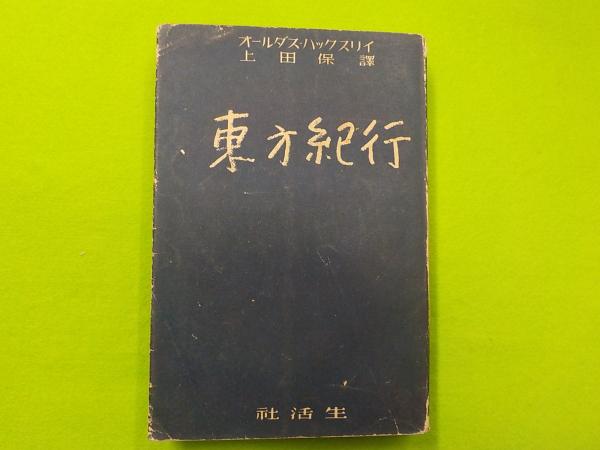 オールダス・ハックスリイ
上田保譯
東方紀行
社活生